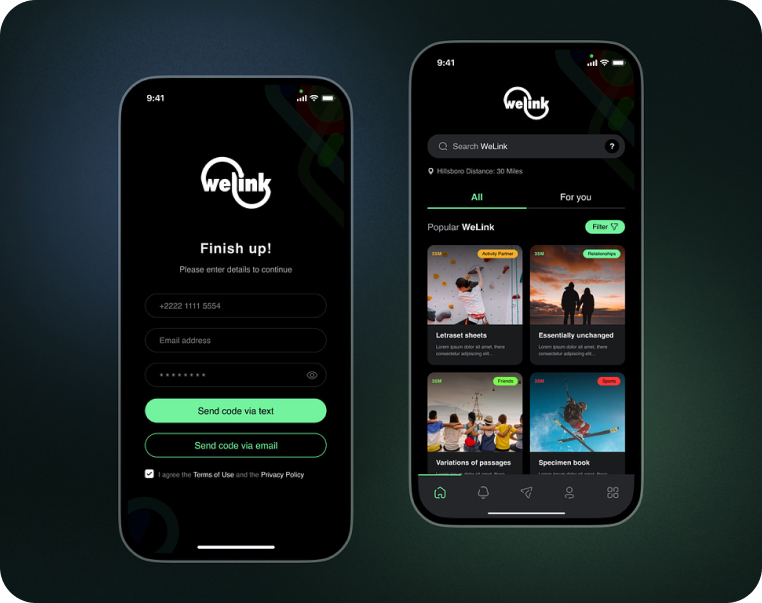 9:41
welink
Finish up!
Please enter details to continue
+2222 1111 5554
Email address
Send code via text
Send code via email
I agree the Terms of Use and the Privacy Policy
9:41
welink
Search WeLink
?
Hillsboro Distance: 30 Miles
All
For you
Popular WeLink
Filter
35M
Activity Partner
35M
Relationships
Letraset sheets
Lorem ipsum dolor sit amet, there
consectetur adipiscing elit...
Essentially unchanged
Lorem ipsum dolor sit amet, there
consectetur adipiscing elit...
35M
Friends
35M
Sports
Variations of passages
Specimen book